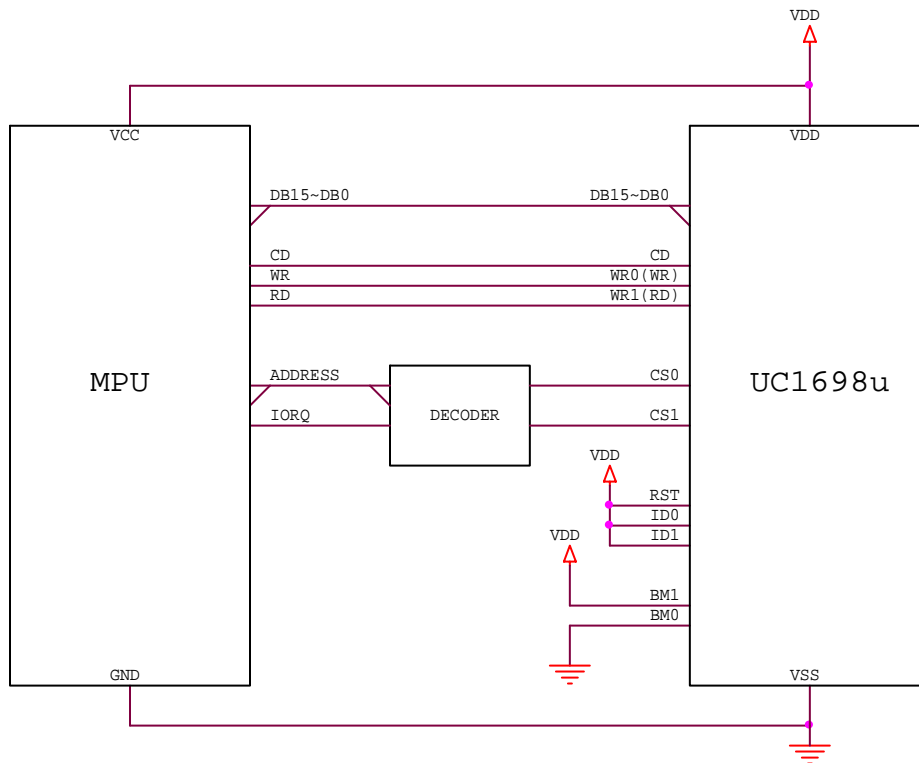 VDD
VCC VDD
DB15~DB0 DB15~DB0
CD CD
WR WR0(WR)
RD WR1(RD)
MPU ADDRESS DECODER CS0 UC1698u
IORQ CS1
VDD
RST
ID0
VDD ID1
BM1
BM0
GND VSS